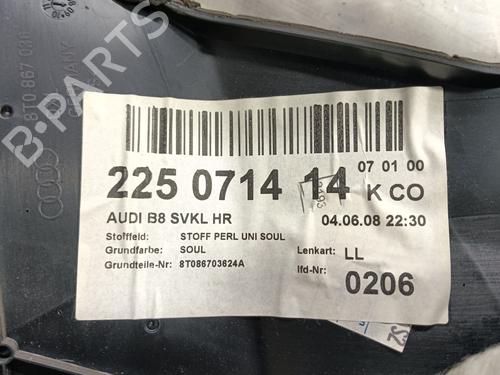 8T0 867 0
B-PARTS
225 0714 14 K CO
07 01 00
AUDI B8 SVKL HR
04.06.08 22:30
Stoffeld: STOFF PERL UNI SOUL
Grundfarbe: SOUL
Lenkart: LL
Grundteile-Nr: 8T086703624A
lfd-Nr: 0206